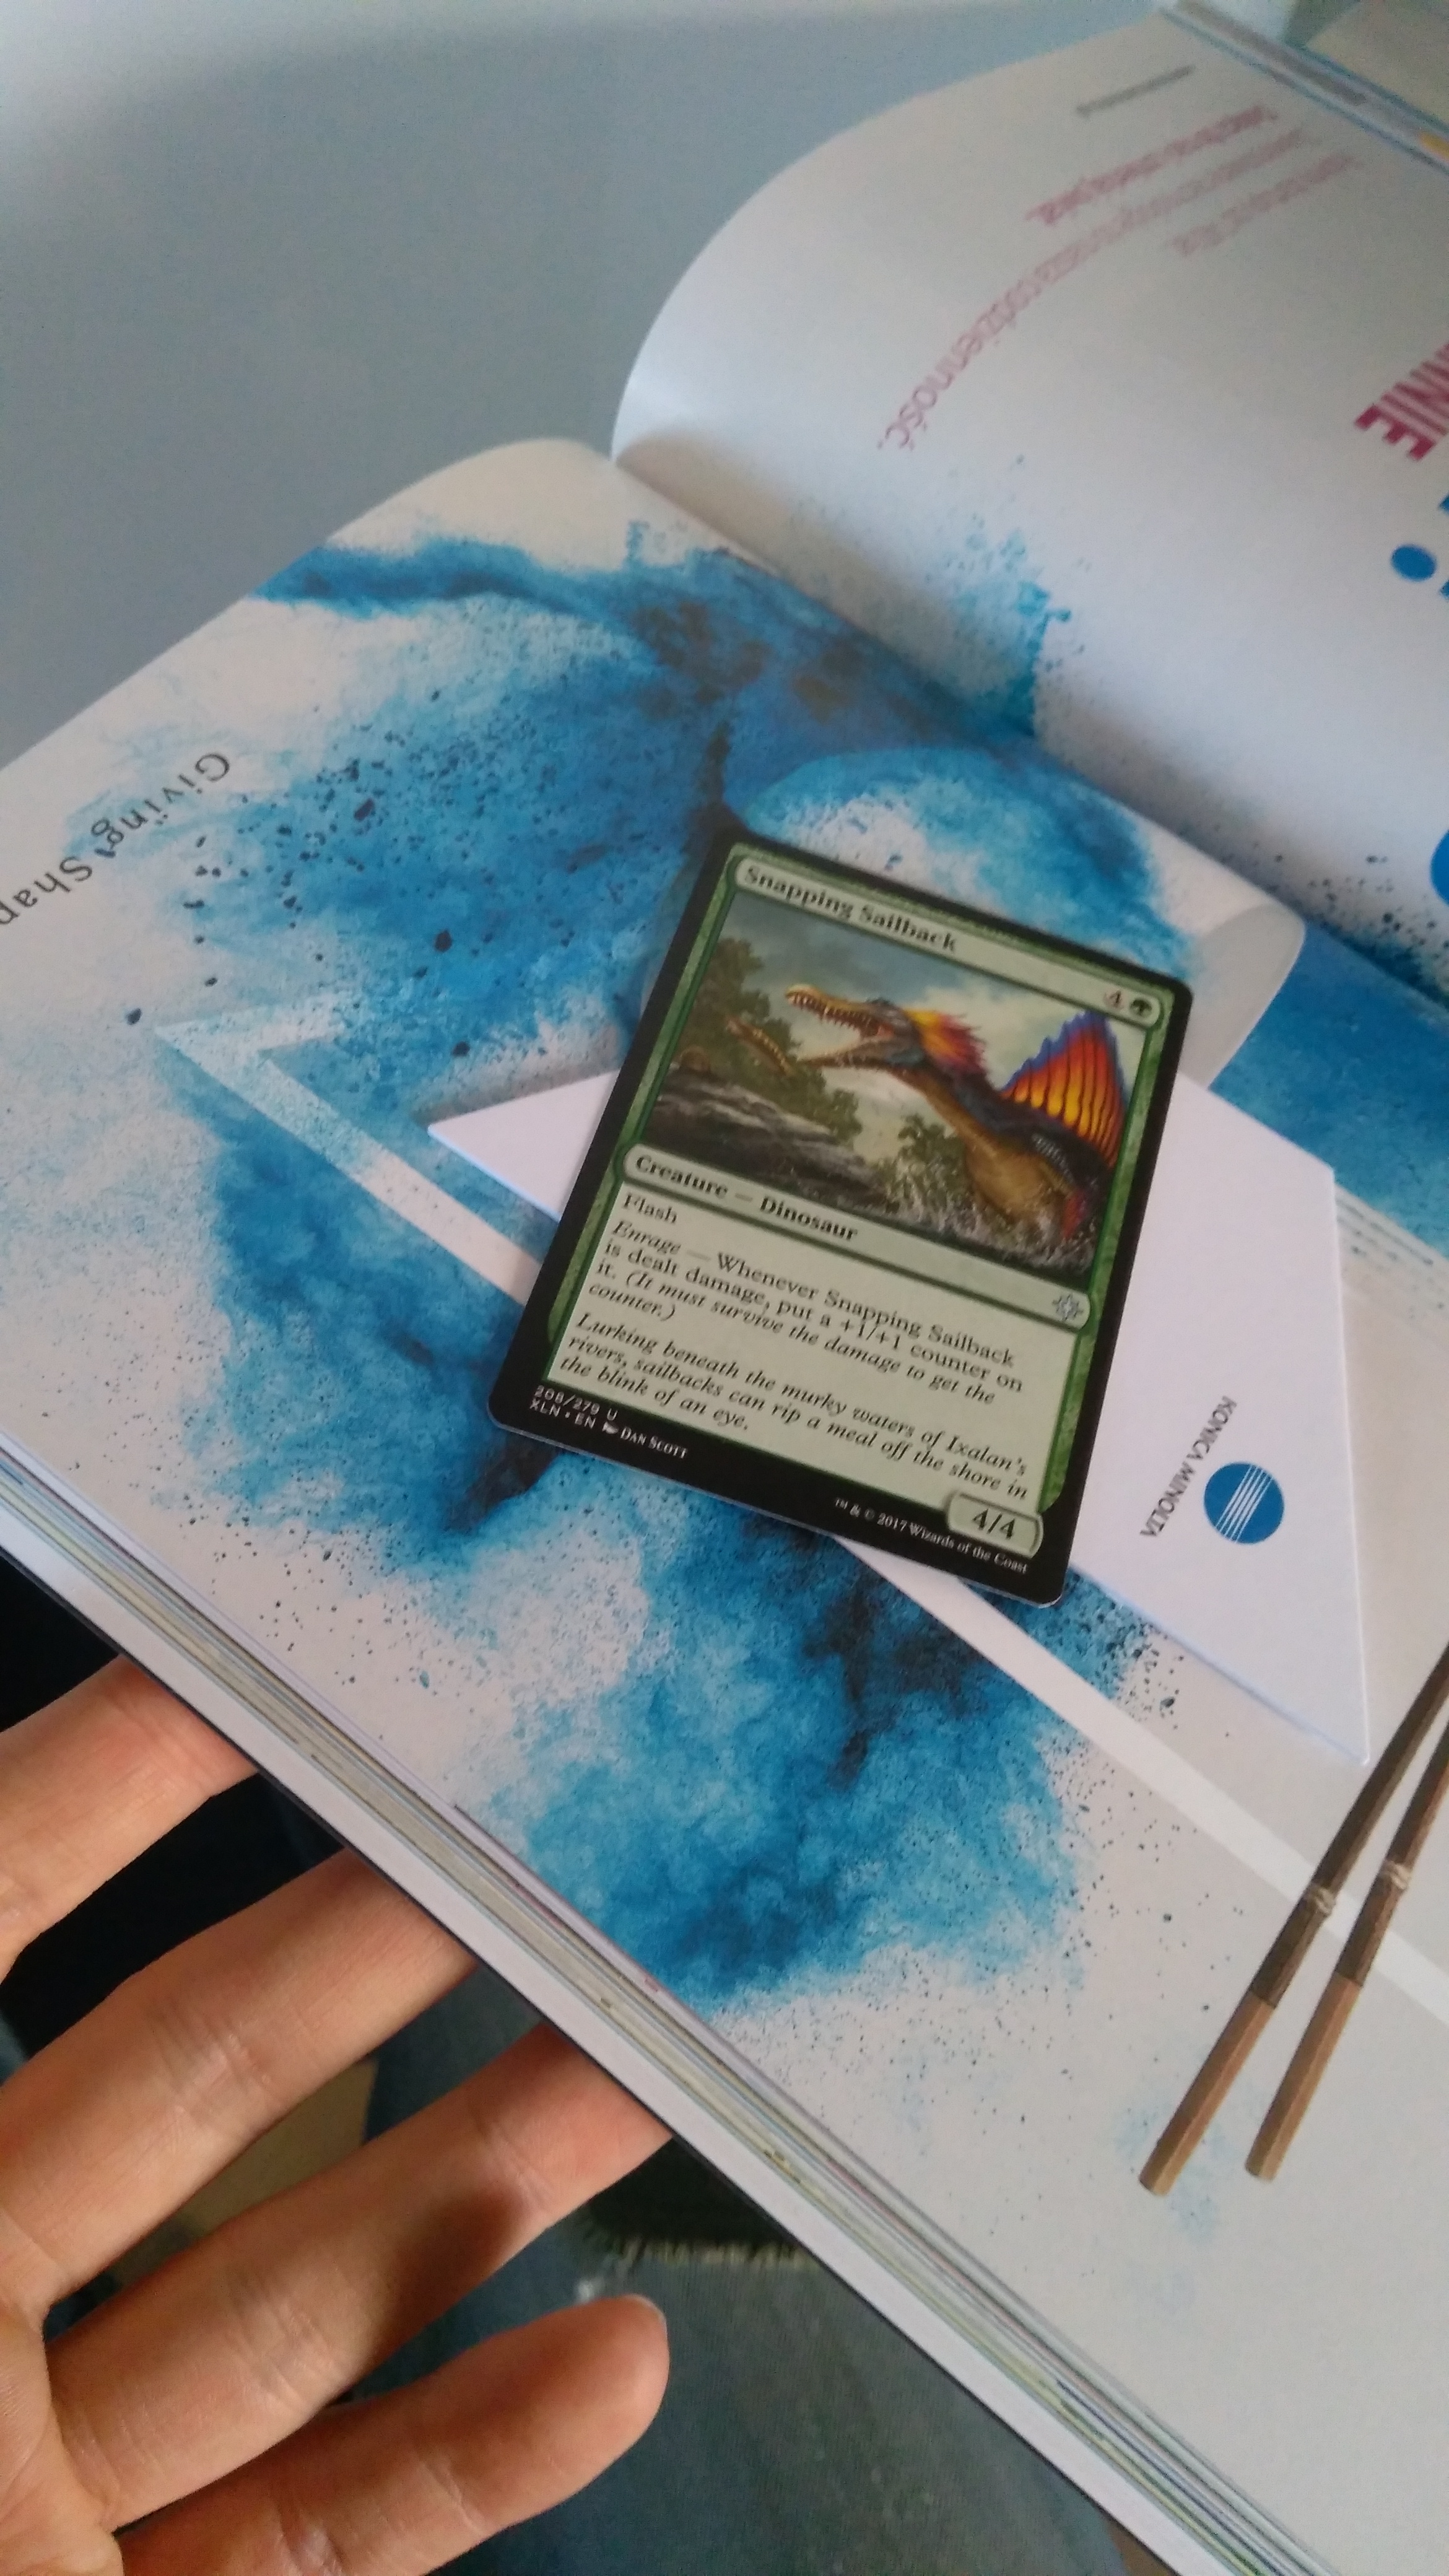 Snapping Sailback
4
Creature — Dinosaur
Flash
Enrage — Whenever Snapping Sailback
is dealt damage, put a +1/+1 counter on
it. (It must survive the damage to get the
counter.)
Lurking beneath the murky waters of Ixalan's
rivers, sailbacks can rip a meal off the shore in
the blink of an eye.
4/4
208/279 U
XLN • EN DAN SCOTT
™ & © 2017 Wizards of the Coast
KONICA MINOLTA
Giving Shap
codzienność.